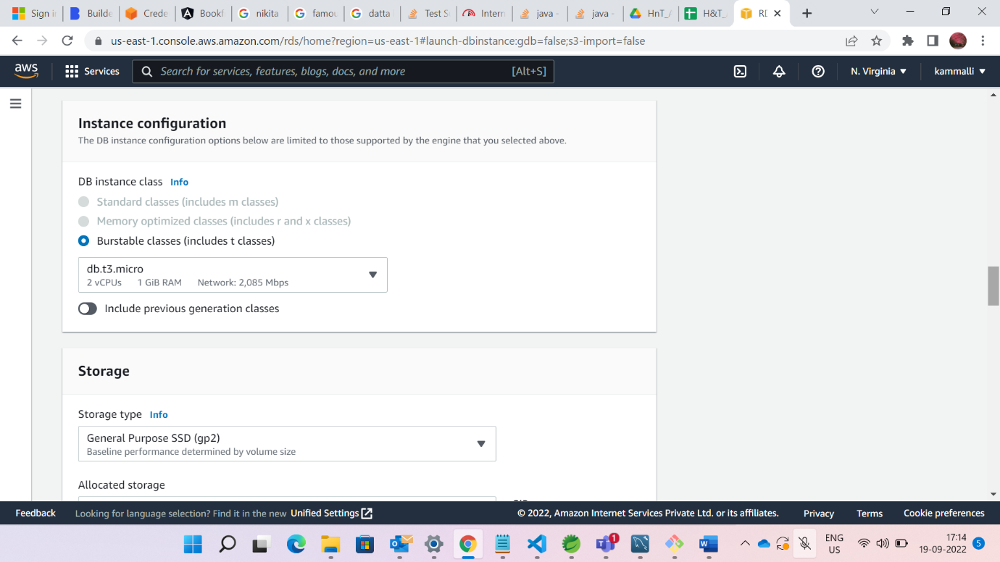 Sign i
Builde
Crede
Bookf
nikita
famou
datta
Test S
Intern
java -
java -
HnT_
H&T_
us-east-1.console.aws.amazon.com/rds/home?region=us-east-1#launch-dbinstance:gdb=false;s3-import=false
aws
Services
Search for services, features, blogs, docs, and more [Alt+S]
N. Virginia
kammalli
Instance configuration
The DB instance configuration options below are limited to those supported by the engine that you selected above.
DB instance class Info
Standard classes (includes m classes)
Memory optimized classes (includes r and x classes)
Burstable classes (includes t classes)
db.t3.micro
2 vCPUs 1 GiB RAM Network: 2,085 Mbps
Include previous generation classes
Storage
Storage type Info
General Purpose SSD (gp2)
Baseline performance determined by volume size
Allocated storage
Feedback Looking for language selection? Find it in the new Unified Settings © 2022, Amazon Internet Services Private Ltd. or its affiliates. Privacy Terms Cookie preferences
1
ENG
US
17:14
19-09-2022
5